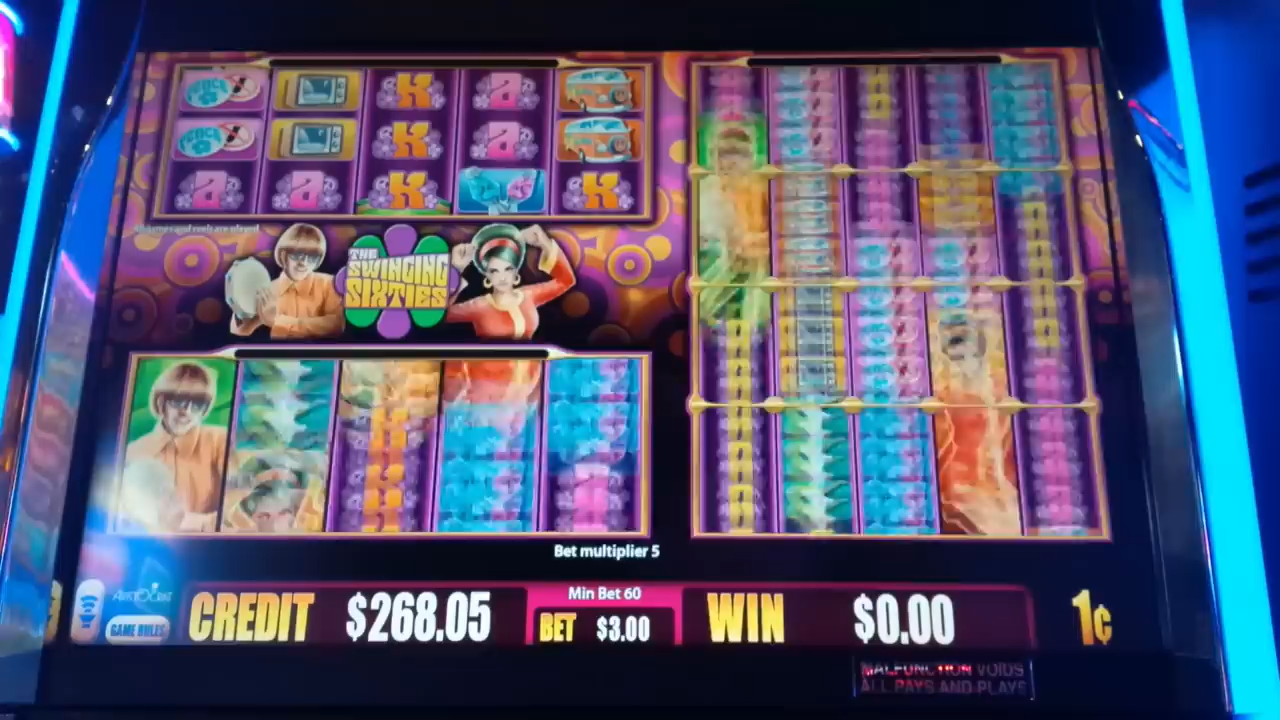 K
a
K
a
a
a
K
K
THE
SWINGING
SIXTIES
Bet multiplier 5
ARISTOCRAT
GAME RULES
CREDIT $268.05
Min Bet 60
BET $3.00
WIN $0.00
1¢
MALFUNCTION VOIDS
ALL PAYS AND PLAYS